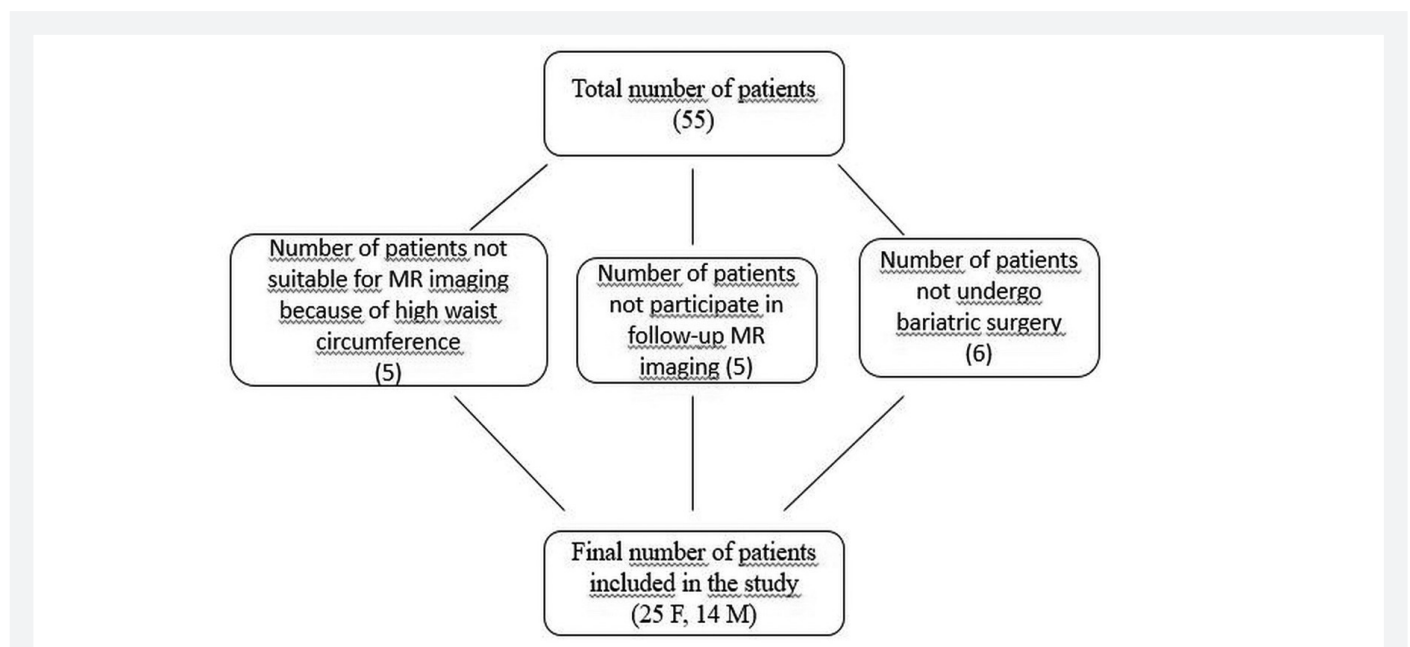 Total number of patients
(55)
Number of patients not
suitable for MR imaging
because of high waist
circumference
(5)
Number of patients
not participate in
follow-up MR
imaging (5)
Number of patients
not undergo
bariatric surgery
(6)
Final number of patients
included in the study
(25 F, 14 M)